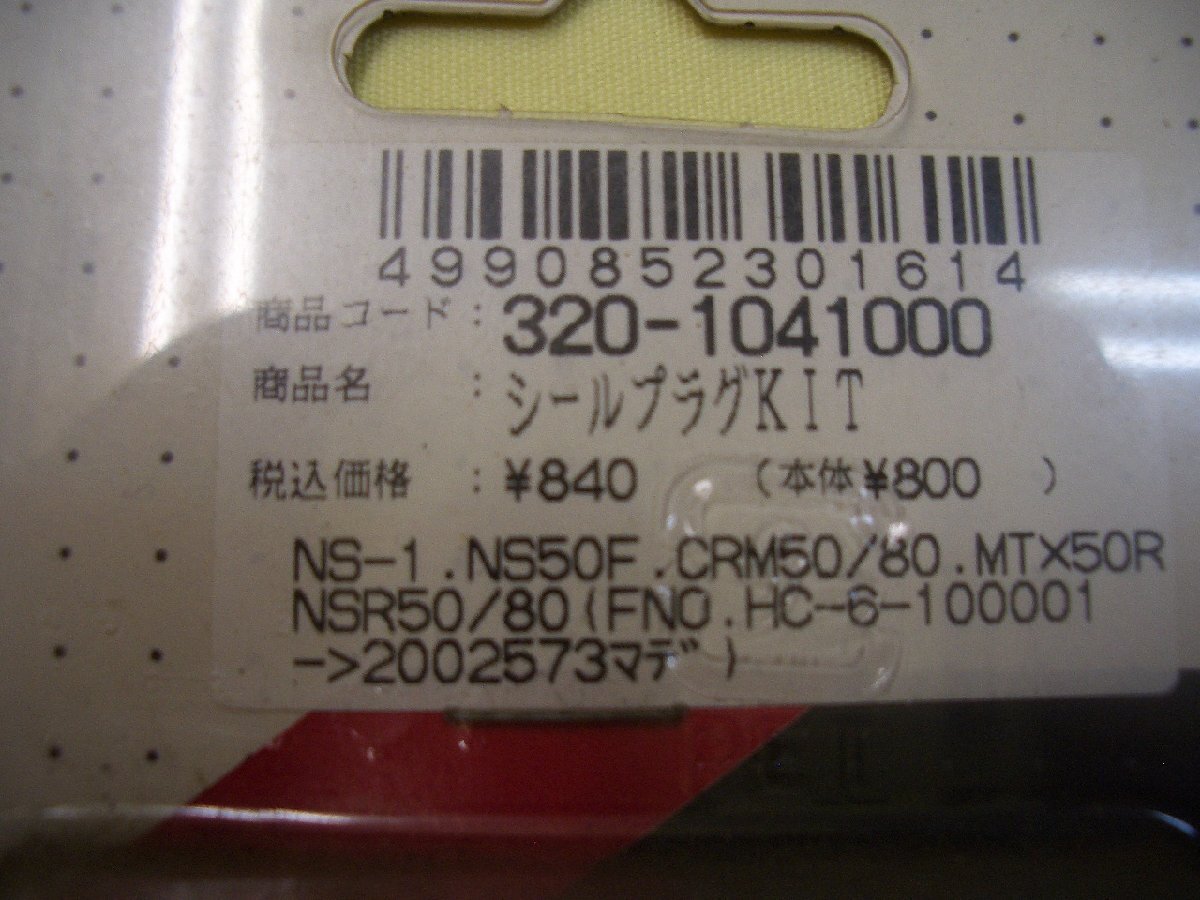 4990852301614
商品コード : 320-1041000
商品名 : シールプラグKIT
税込価格 : ¥840 (本体¥800 )
NS-1.NS50F.CRM50/80.MTX50R
NSR50/80(FNO.HC-6-100001
->2002573マデ)